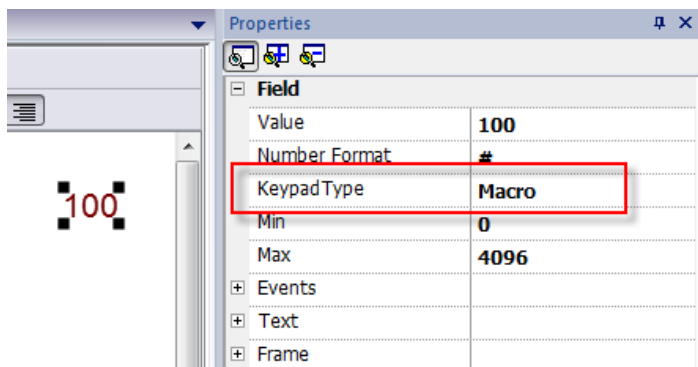 Properties
Field
Value 100
Number Format #
KeypadType Macro
100
Min 0
Max 4096
Events
Text
Frame